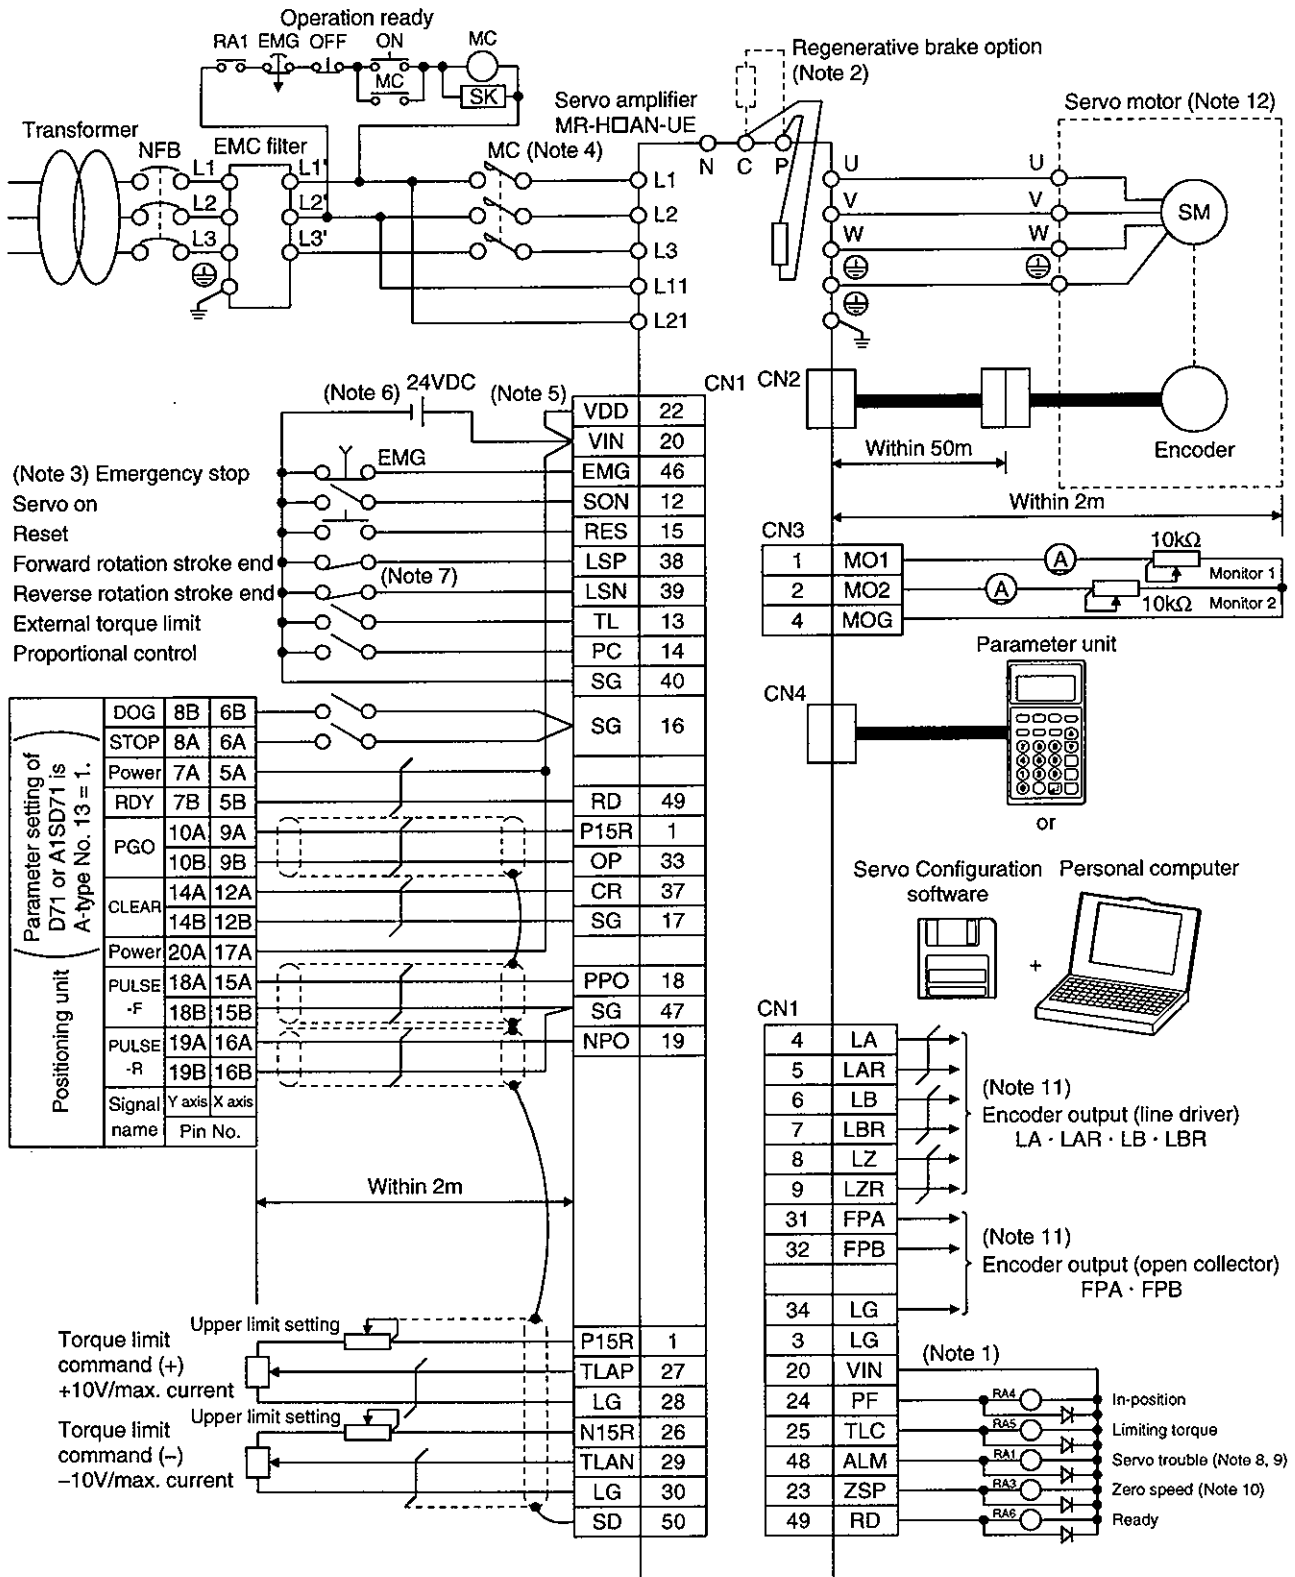 Operation ready
RA1 EMG OFF ON MC
MC
SK
Regenerative brake option
(Note 2)
Servo amplifier
MR-H□AN-UE
Servo motor (Note 12)
Transformer
NFB
EMC filter
MC (Note 4)
N C P
L1 L1' L1 U U
L2 L2' L2 V V SM
L3 L3' L3 W W
L11
L21
CN1 CN2
Encoder
Within 50m
Within 2m
(Note 6) 24VDC (Note 5)
VDD 22
VIN 20
(Note 3) Emergency stop EMG EMG 46
Servo on SON 12
Reset RES 15
Forward rotation stroke end LSP 38
(Note 7)
Reverse rotation stroke end LSN 39
External torque limit TL 13
Proportional control PC 14
SG 40
CN3
1 MO1 A 10kΩ Monitor 1
2 MO2 A 10kΩ Monitor 2
4 MOG
Parameter unit
CN4
or
Servo Configuration
software
+
Personal computer
Parameter setting of
D71 or A1SD71 is
A-type No. 13 = 1.
Positioning unit
DOG 8B 6B
STOP 8A 6A
SG 16
Power 7A 5A
RDY 7B 5B RD 49
PGO 10A 9A P15R 1
10B 9B OP 33
CLEAR 14A 12A CR 37
14B 12B SG 17
Power 20A 17A
PULSE
-F
18A 15A PPO 18
18B 15B SG 47
PULSE
-R
19A 16A NPO 19
19B 16B
Signal
name
Y axis X axis
Pin No.
Within 2m
CN1
4 LA
5 LAR
6 LB
7 LBR
8 LZ
9 LZR
(Note 11)
Encoder output (line driver)
LA · LAR · LB · LBR
31 FPA
32 FPB
34 LG
(Note 11)
Encoder output (open collector)
FPA · FPB
3 LG
20 VIN (Note 1)
24 PF RA4 In-position
25 TLC RA5 Limiting torque
48 ALM RA1 Servo trouble (Note 8, 9)
23 ZSP RA3 Zero speed (Note 10)
49 RD RA6 Ready
Torque limit
command (+)
+10V/max. current
Upper limit setting
P15R 1
TLAP 27
LG 28
Torque limit
command (–)
–10V/max. current
Upper limit setting
N15R 26
TLAN 29
LG 30
SD 50